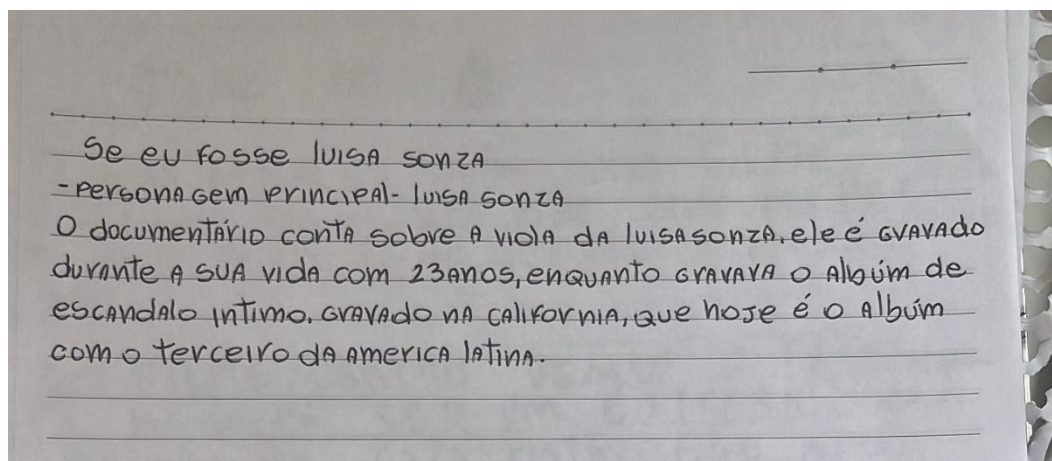 Se eu fosse luisa sonza
-personagem principal- luisa sonza
O documentário conta sobre a vida da luisa sonza, ele é gravado
durante a sua vida com 23 anos, enquanto gravava o albúm de
escandalo intimo. gravado na california, que hoje é o albúm
com o terceiro da america latina.